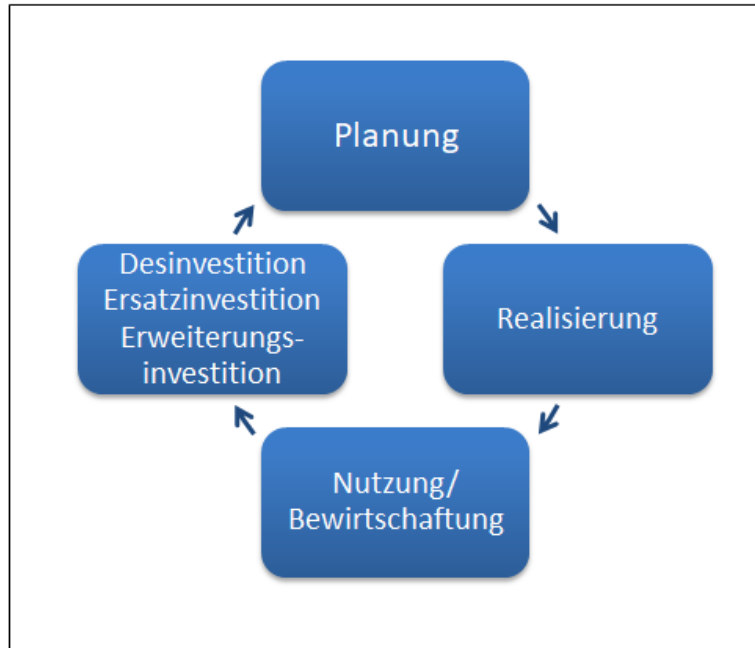 Planung
Desinvestition
Ersatzinvestition
Erweiterungs-
investition
Realisierung
Nutzung/
Bewirtschaftung